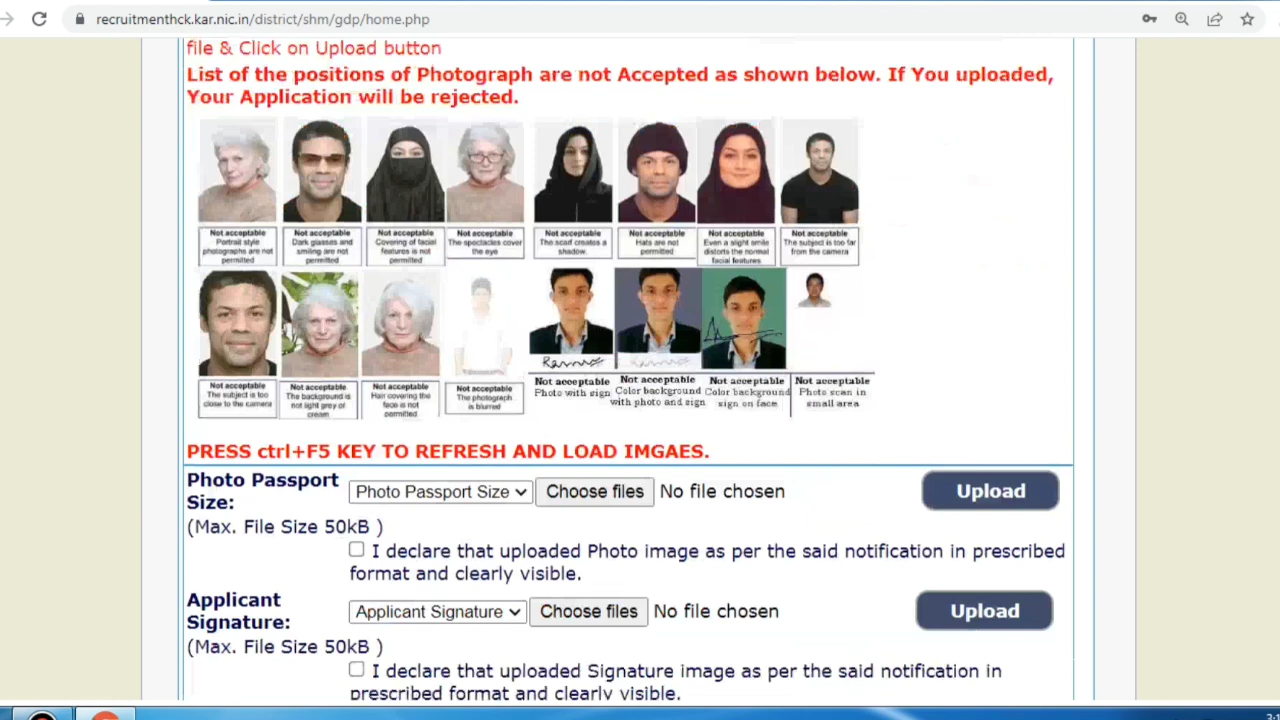 recruitmenthck.kar.nic.in/district/shm/gdp/home.php
file & Click on Upload button
List of the positions of Photograph are not Accepted as shown below. If You uploaded,
Your Application will be rejected.
Not acceptable
Portrait style
photographs are not
permitted
Not acceptable
Dark glasses and
smiling are not
permitted
Not acceptable
Covering of facial
features is not
permitted
Not acceptable
The spectacles cover
the eye
Not acceptable
The scarf creates a
shadow.
Not acceptable
Hats are not
permitted
Not acceptable
Even a slight smile
distorts the normal
facial features
Not acceptable
The subject is too far
from the camera
Not acceptable
The subject is too
close to the camera
Not acceptable
The background is
not light grey or
cream
Not acceptable
Hair covering the
face is not
permitted
Not acceptable
The photograph
is blurred
Not acceptable
Photo with sign
Not acceptable
Color background
with photo and sign
Not acceptable
Color background
sign on face
Not acceptable
Photo scan in
small area
PRESS ctrl+F5 KEY TO REFRESH AND LOAD IMGAES.
Photo Passport
Size:
Photo Passport Size
Choose files
No file chosen
Upload
(Max. File Size 50kB )
I declare that uploaded Photo image as per the said notification in prescribed
format and clearly visible.
Applicant
Signature:
Applicant Signature
Choose files
No file chosen
Upload
(Max. File Size 50kB )
I declare that uploaded Signature image as per the said notification in
prescribed format and clearly visible.